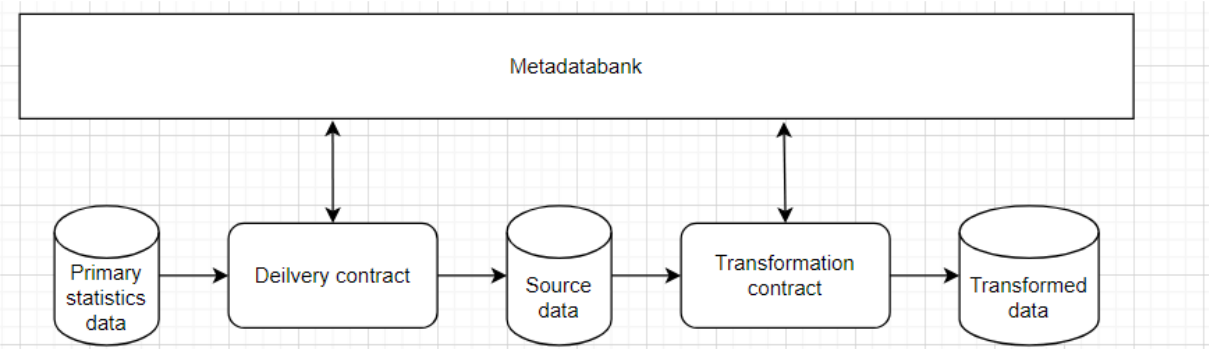 Metadatabank
Primary
statistics
data
Deilvery contract
Source
data
Transformation
contract
Transformed
data